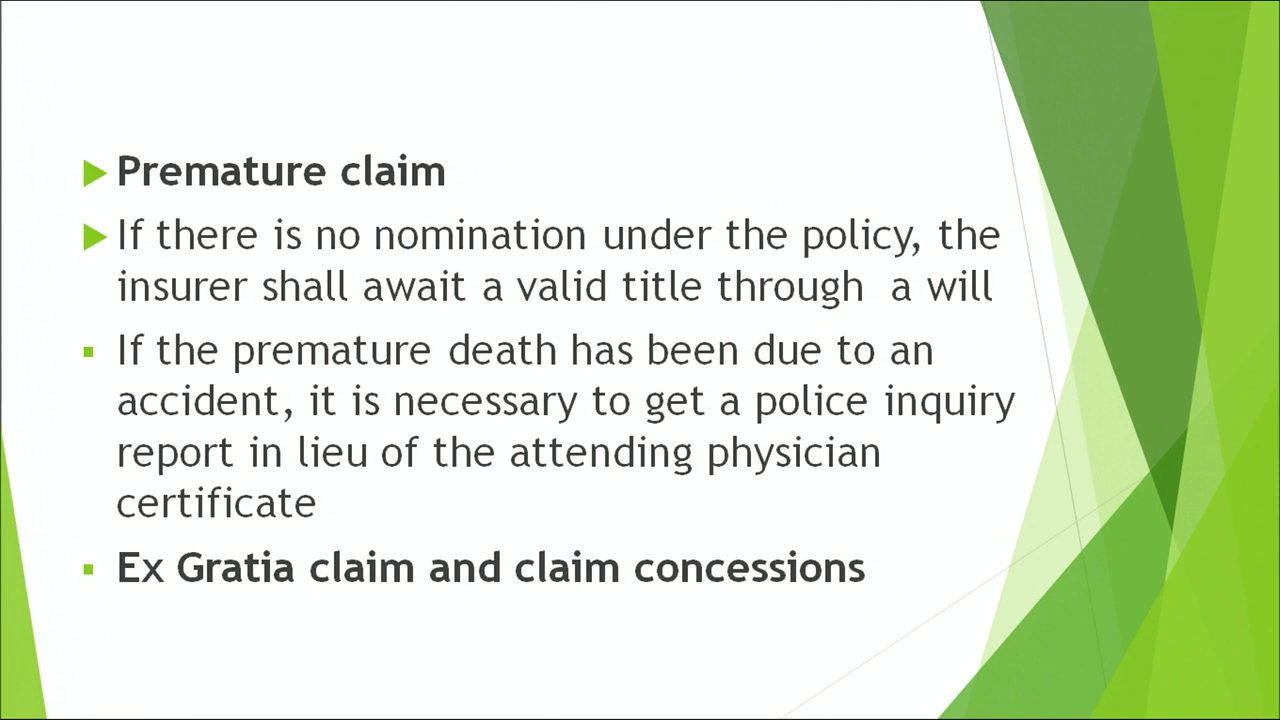 Premature claim
If there is no nomination under the policy, the
insurer shall await a valid title through  a will
If the premature death has been due to an
accident, it is necessary to get a police inquiry
report in lieu of the attending physician
certificate
Ex Gratia claim and claim concessions